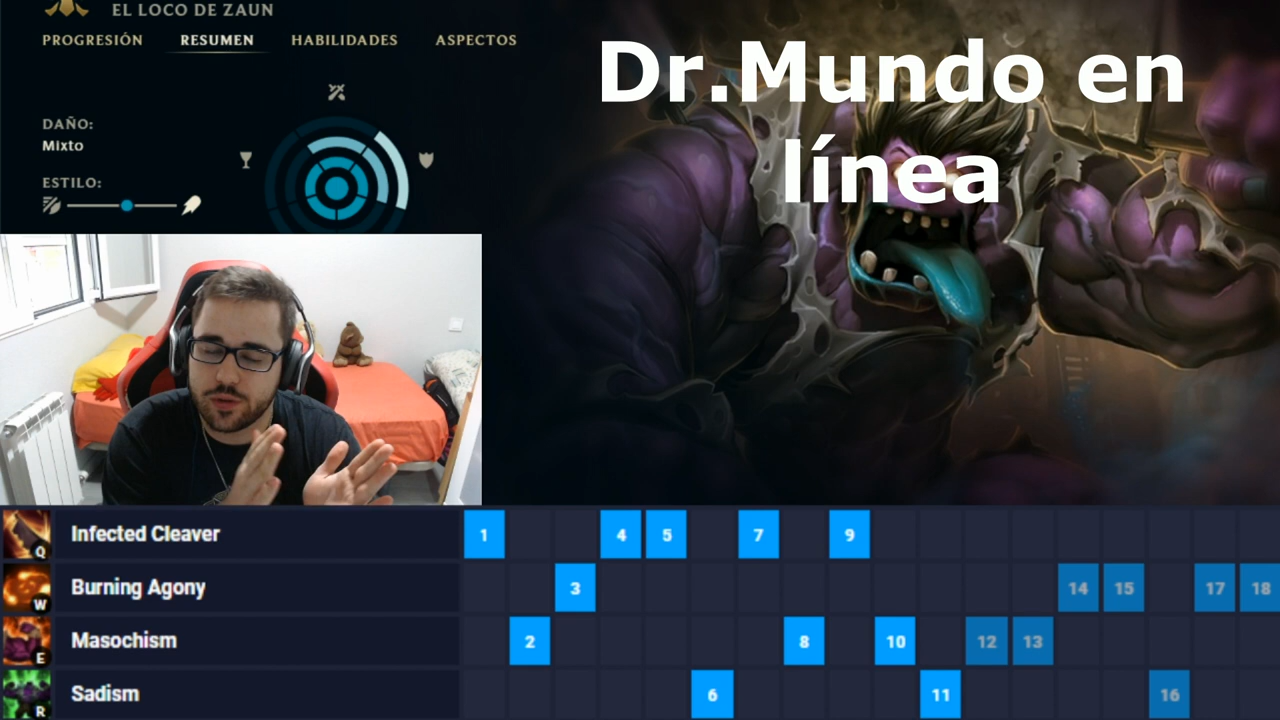 EL LOCO DE ZAUN
PROGRESIÓN RESUMEN HABILIDADES ASPECTOS
Dr.Mundo en
línea
DAÑO:
Mixto
ESTILO:
Q Infected Cleaver 1 4 5 7 9
W Burning Agony 3 14 15 17 18
E Masochism 2 8 10 12 13
R Sadism 6 11 16